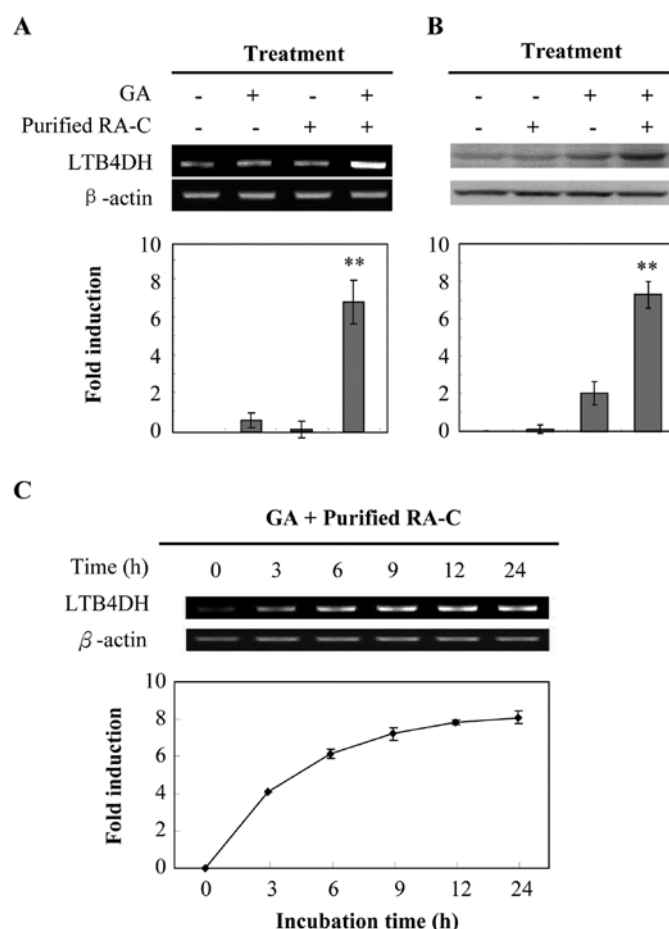 A
Treatment
GA - + - +
Purified RA-C - - + +
LTB4DH
β-actin
10
8
6
4
2
0
Fold induction
**
B
Treatment
- - + +
- + - +
10
8
6
4
2
0
**
C
GA + Purified RA-C
Time (h) 0 3 6 9 12 24
LTB4DH
β-actin
10
8
6
4
2
0
Fold induction
0 3 6 9 12 24
Incubation time (h)